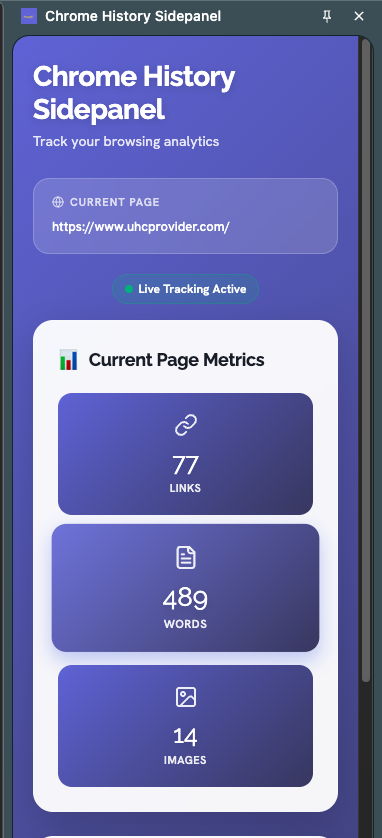 Chrome History Sidepanel
Chrome History
Sidepanel
Track your browsing analytics
CURRENT PAGE
https://www.uhcprovider.com/
Live Tracking Active
Current Page Metrics
77
LINKS
489
WORDS
14
IMAGES